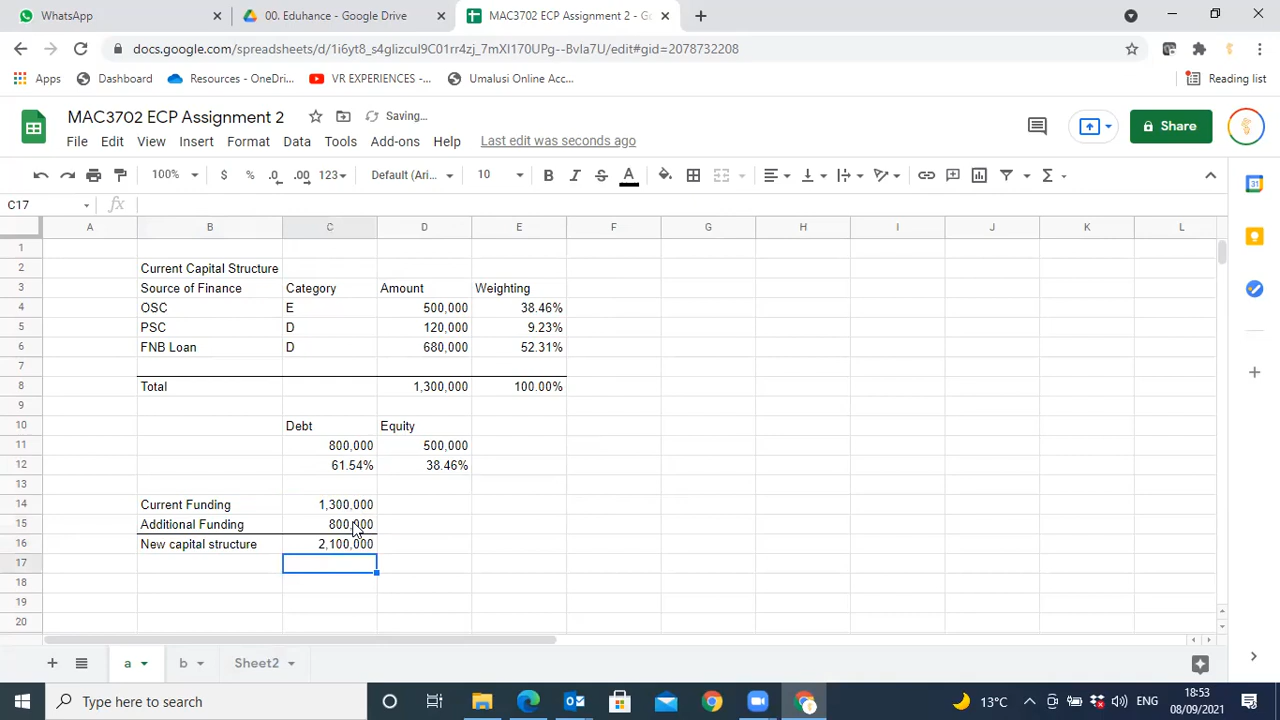 WhatsApp
00. Eduhance - Google Drive
MAC3702 ECP Assignment 2 - Go
docs.google.com/spreadsheets/d/1i6yt8_s4glizcuI9C01rr4zj_7mXI170UPg--BvIa7U/edit#gid=2078732208
Apps Dashboard Resources - OneDri... VR EXPERIENCES -... Umalusi Online Acc... Reading list
MAC3702 ECP Assignment 2 Saving...
File Edit View Insert Format Data Tools Add-ons Help Last edit was seconds ago
Share
100% $ % .0 .00 123 Default (Ari... 10 B I S A
C17 fx
A B C D E F G H I J K L
1
2 Current Capital Structure
3 Source of Finance Category Amount Weighting
4 OSC E 500,000 38.46%
5 PSC D 120,000 9.23%
6 FNB Loan D 680,000 52.31%
7
8 Total 1,300,000 100.00%
9
10 Debt Equity
11 800,000 500,000
12 61.54% 38.46%
13
14 Current Funding 1,300,000
15 Additional Funding 800,000
16 New capital structure 2,100,000
17
18
19
20
a b Sheet2
Type here to search
13°C ENG
18:53
08/09/2021
31